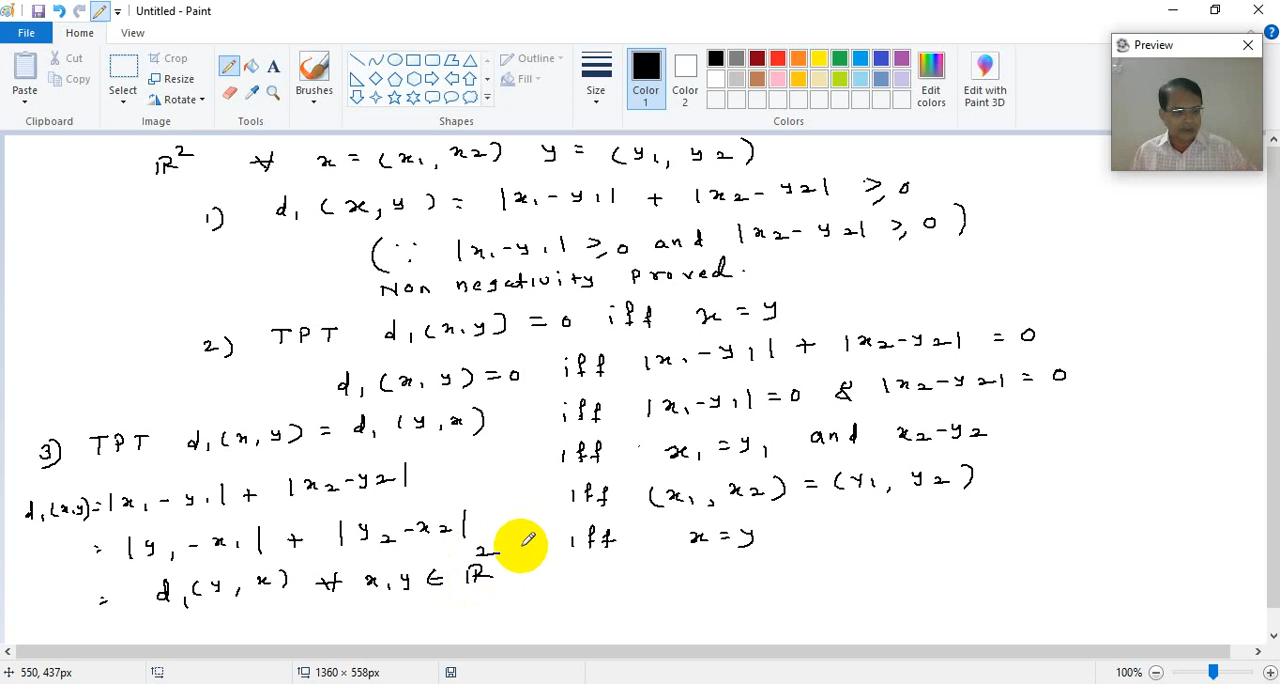 Untitled - Paint
File Home View
Paste Cut Copy Clipboard
Select Crop Resize Rotate Image
Tools
Brushes
Outline Fill Shapes
Size
Color 1 Color 2 Edit colors Edit with Paint 3D Colors
Preview
ℝ² ∀ x = (x₁, x₂) y = (y₁, y₂)
1) d₁(x,y) = |x₁-y₁| + |x₂-y₂| ≥ 0
(∵ |x₁-y₁| ≥ 0 and |x₂-y₂| ≥ 0)
Non negativity proved.
2) TPT d₁(x,y) = 0 iff x = y
d₁(x,y) = 0 iff |x₁-y₁| + |x₂-y₂| = 0
iff |x₁-y₁| = 0 & |x₂-y₂| = 0
iff x₁ = y₁ and x₂-y₂
iff (x₁, x₂) = (y₁, y₂)
iff x = y
3) TPT d₁(x,y) = d₁(y,x)
d₁(x,y) = |x₁-y₁| + |x₂-y₂|
= |y₁-x₁| + |y₂-x₂|
= d₁(y,x) ∀ x,y ∈ ℝ²
550, 437px 1360 × 558px 100%